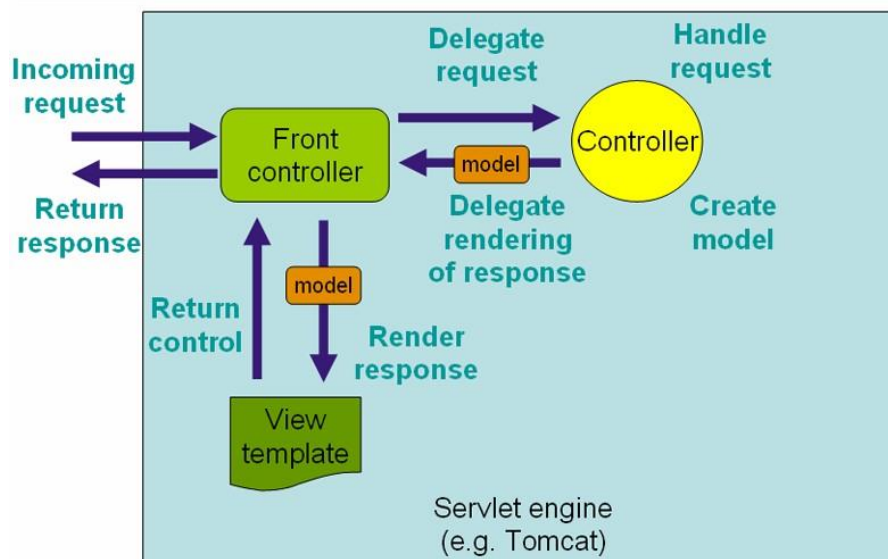 Incoming
request
Return
response
Front
controller
Delegate
request
Handle
request
Controller
model
Delegate
rendering
of response
Create
model
model
Return
control
Render
response
View
template
Servlet engine
(e.g. Tomcat)